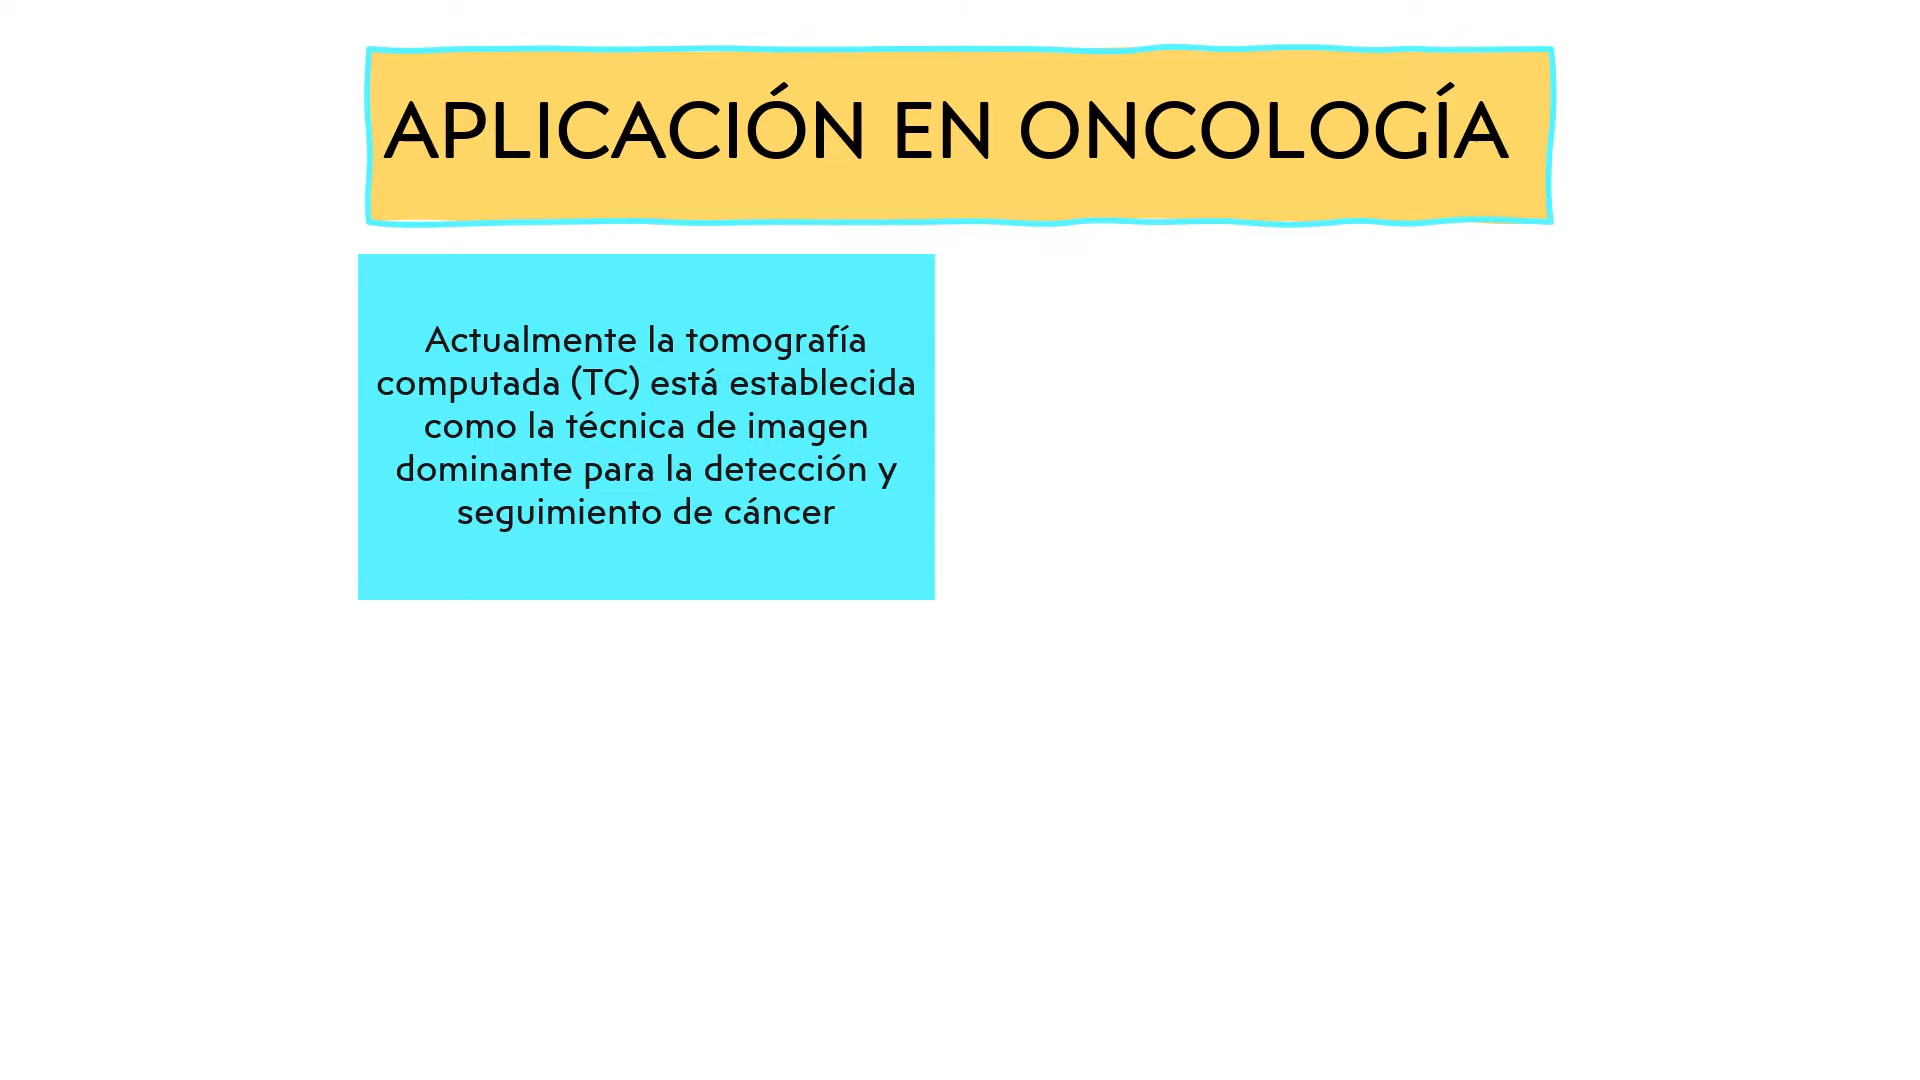 APLICACIÓN EN ONCOLOGÍA
Actualmente la tomografía
computada (TC) está establecida
como la técnica de imagen
dominante para la detección y
seguimiento de cáncer